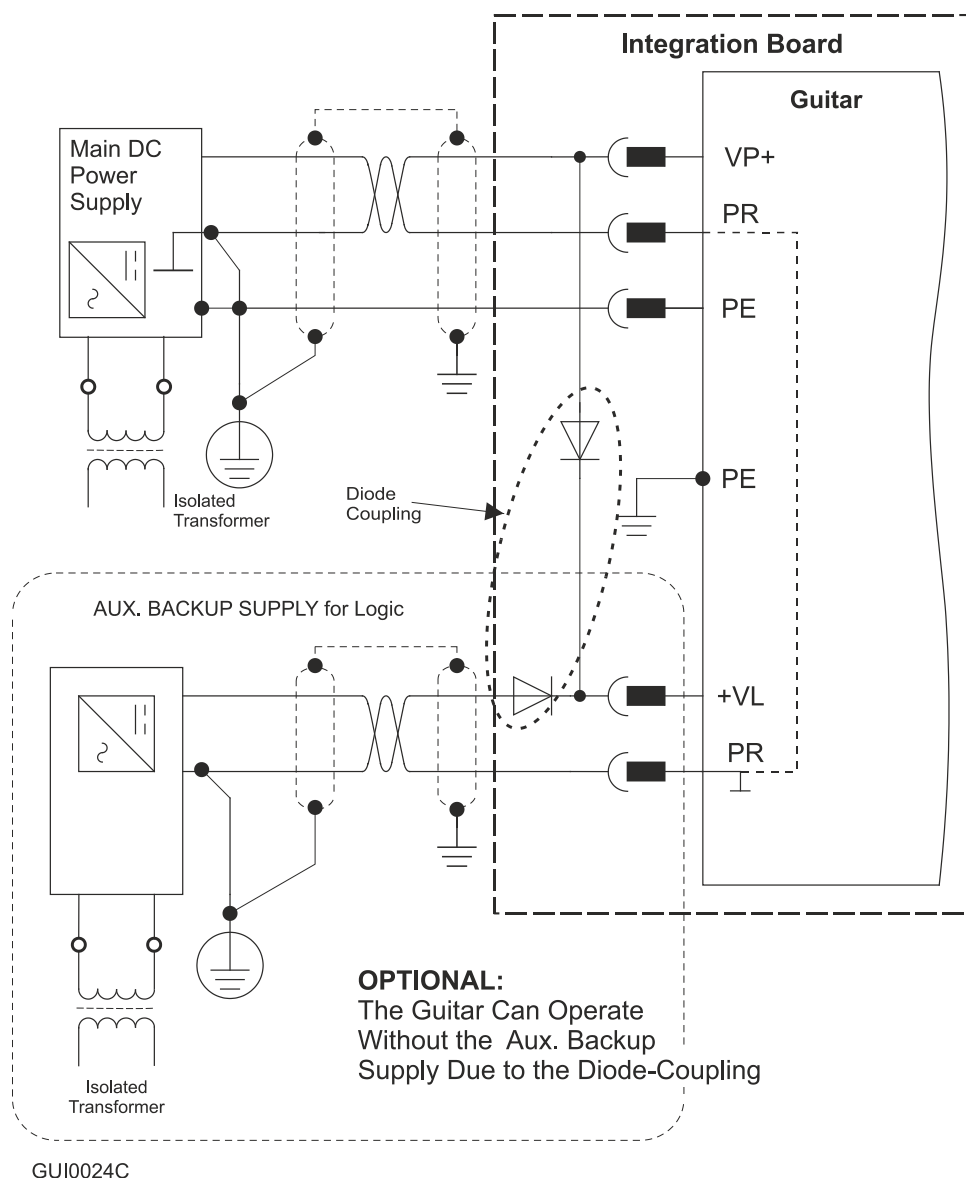 Integration Board
Guitar
Main DC
Power
Supply
VP+
PR
PE
Isolated
Transformer
Diode
Coupling
PE
AUX. BACKUP SUPPLY for Logic
+VL
PR
OPTIONAL:
The Guitar Can Operate
Without the Aux. Backup
Supply Due to the Diode-Coupling
Isolated
Transformer
GUI0024C